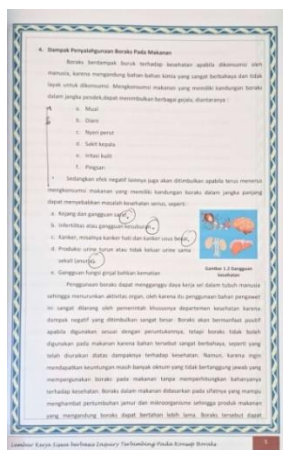 4. Dampak Penyalahgunaan Boraks Pada Makanan
Boraks berdampak buruk terhadap kesehatan apabila dikonsumsi oleh
manusia, karena mengandung bahan-bahan kimia yang sangat berbahaya dan tidak
layak untuk dikonsumsi. Mengkonsumsi makanan yang memiliki kandungan boraks
dalam jangka pendek, dapat menimbulkan berbagai gejala, diantaranya :
a. Mual
b. Diare
c. Nyeri perut
d. Sakit kepala
e. Iritasi kulit
f. Pingsan
Sedangkan efek negatif lainnya juga akan ditimbulkan apabila terus menerus
mengkonsumsi makanan yang memiliki kandungan boraks dalam jangka panjang
dapat menyebabkan masalah kesehatan serius, seperti :
a. Kejang dan gangguan saraf
b. Infertilitas atau gangguan kesuburan
c. Kanker, misalnya kanker hati dan kanker usus besar
d. Produksi urine turun atau tidak keluar urine sama
sekali (anuria)
e. Gangguan fungsi ginjal bahkan kematian
Gambar 1.2 Gangguan
kesehatan
Penggunaan boraks dapat mengganggu daya kerja sel dalam tubuh manusia
sehingga menurunkan aktivitas organ, oleh karena itu penggunaan bahan pengawet
ini sangat dilarang oleh pemerintah khususnya departemen kesehatan karena
dampak negatif yang ditimbulkan sangat besar. Boraks akan bermanfaat positif
apabila digunakan sesuai dengan peruntukannya, tetapi boraks tidak boleh
digunakan pada makanan karena bahan tersebut sangat berbahaya, seperti yang
telah diuraikan diatas dampaknya terhadap kesehatan. Namun, karena ingin
mendapatkan keuntungan masih banyak oknum yang tidak bertanggung jawab yang
mempergunakan boraks pada makanan tanpa memperhitungkan bahayanya
terhadap kesehatan. Boraks dalam makanan didasarkan pada sifatnya yang mampu
menghambat pertumbuhan jamur dan mikroorganisme sehingga produk makanan
yang mengandung boraks dapat bertahan lebih lama. Boraks tersebut dapat
Lembar Kerja Siswa berbasis Inquiry Terbimbing Pada Konsep Boraks
5